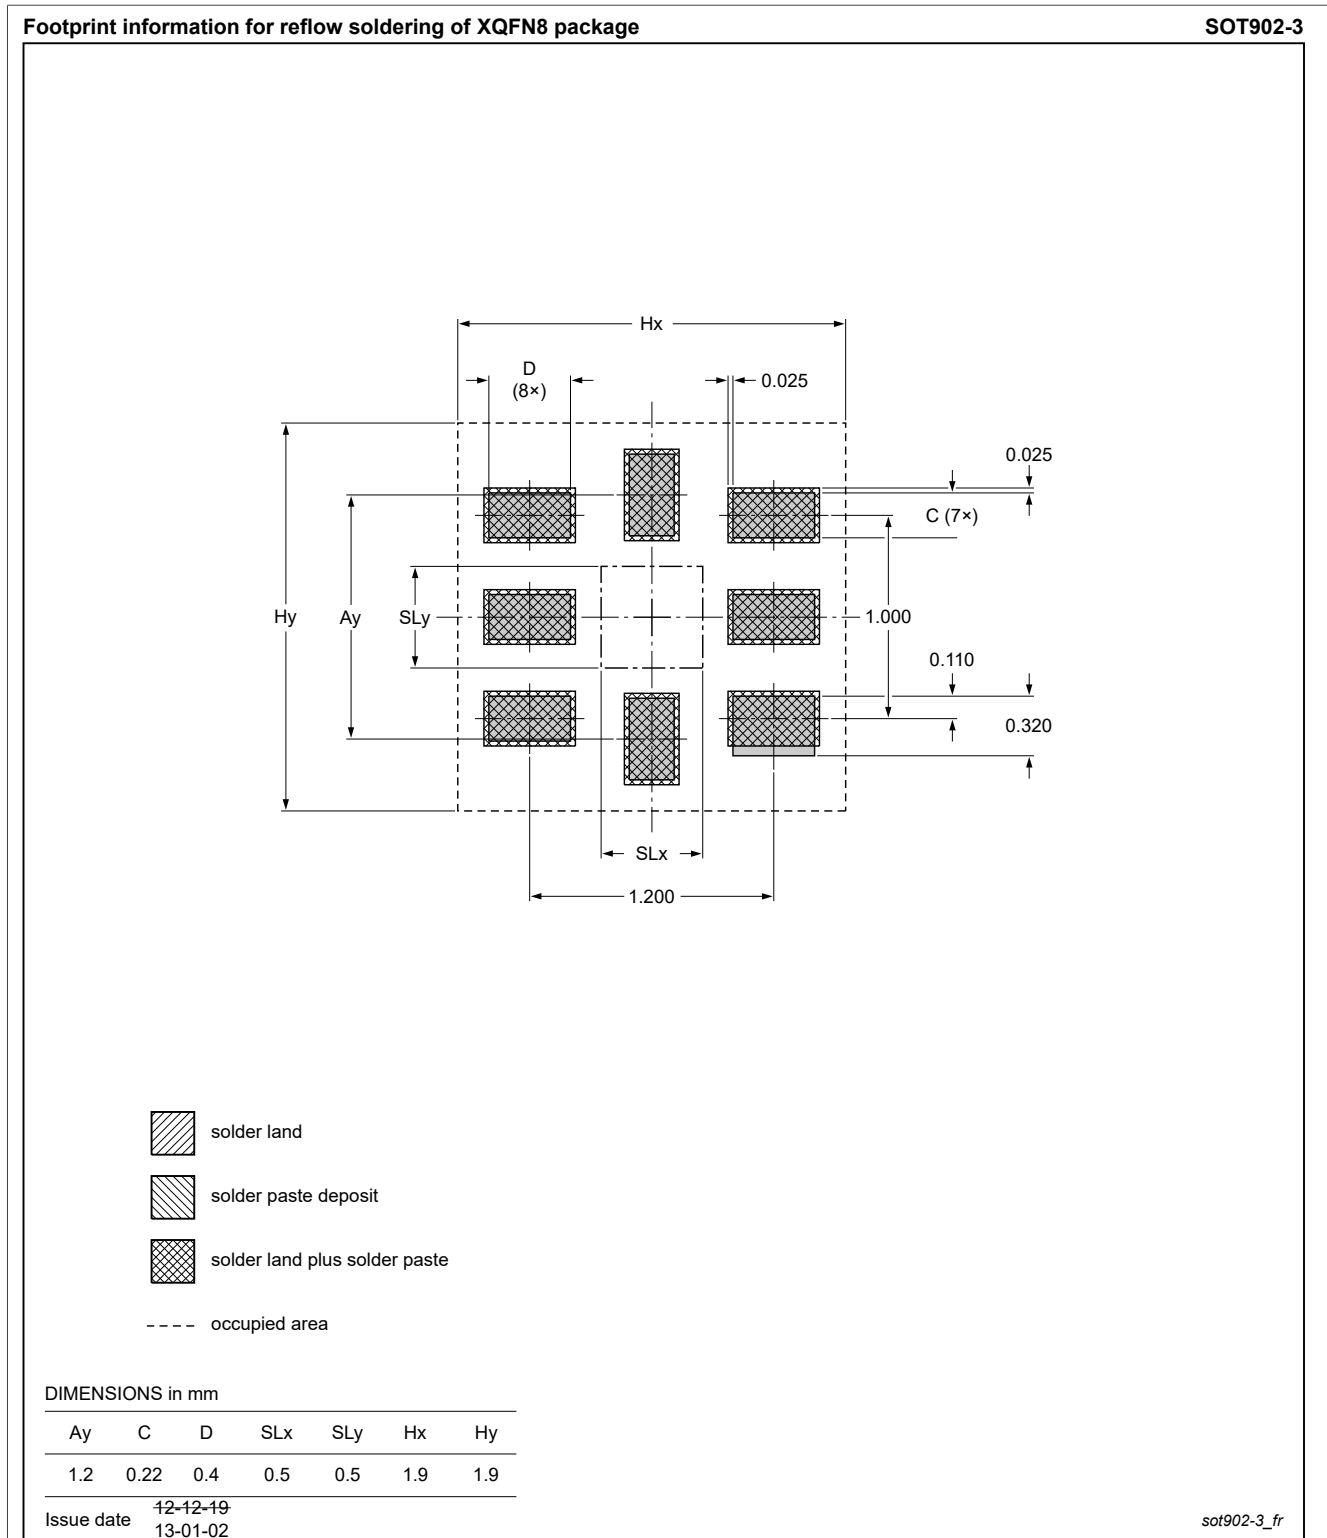 Footprint information for reflow soldering of XQFN8 package SOT902-3
Hx
D
(8×)
0.025
0.025
C (7×)
Hy
Ay
SLy
1.000
0.110
0.320
SLx
1.200
solder land
solder paste deposit
solder land plus solder paste
occupied area
DIMENSIONS in mm
Ay C D SLx SLy Hx Hy
1.2 0.22 0.4 0.5 0.5 1.9 1.9
Issue date 12-12-19
13-01-02
sot902-3_fr